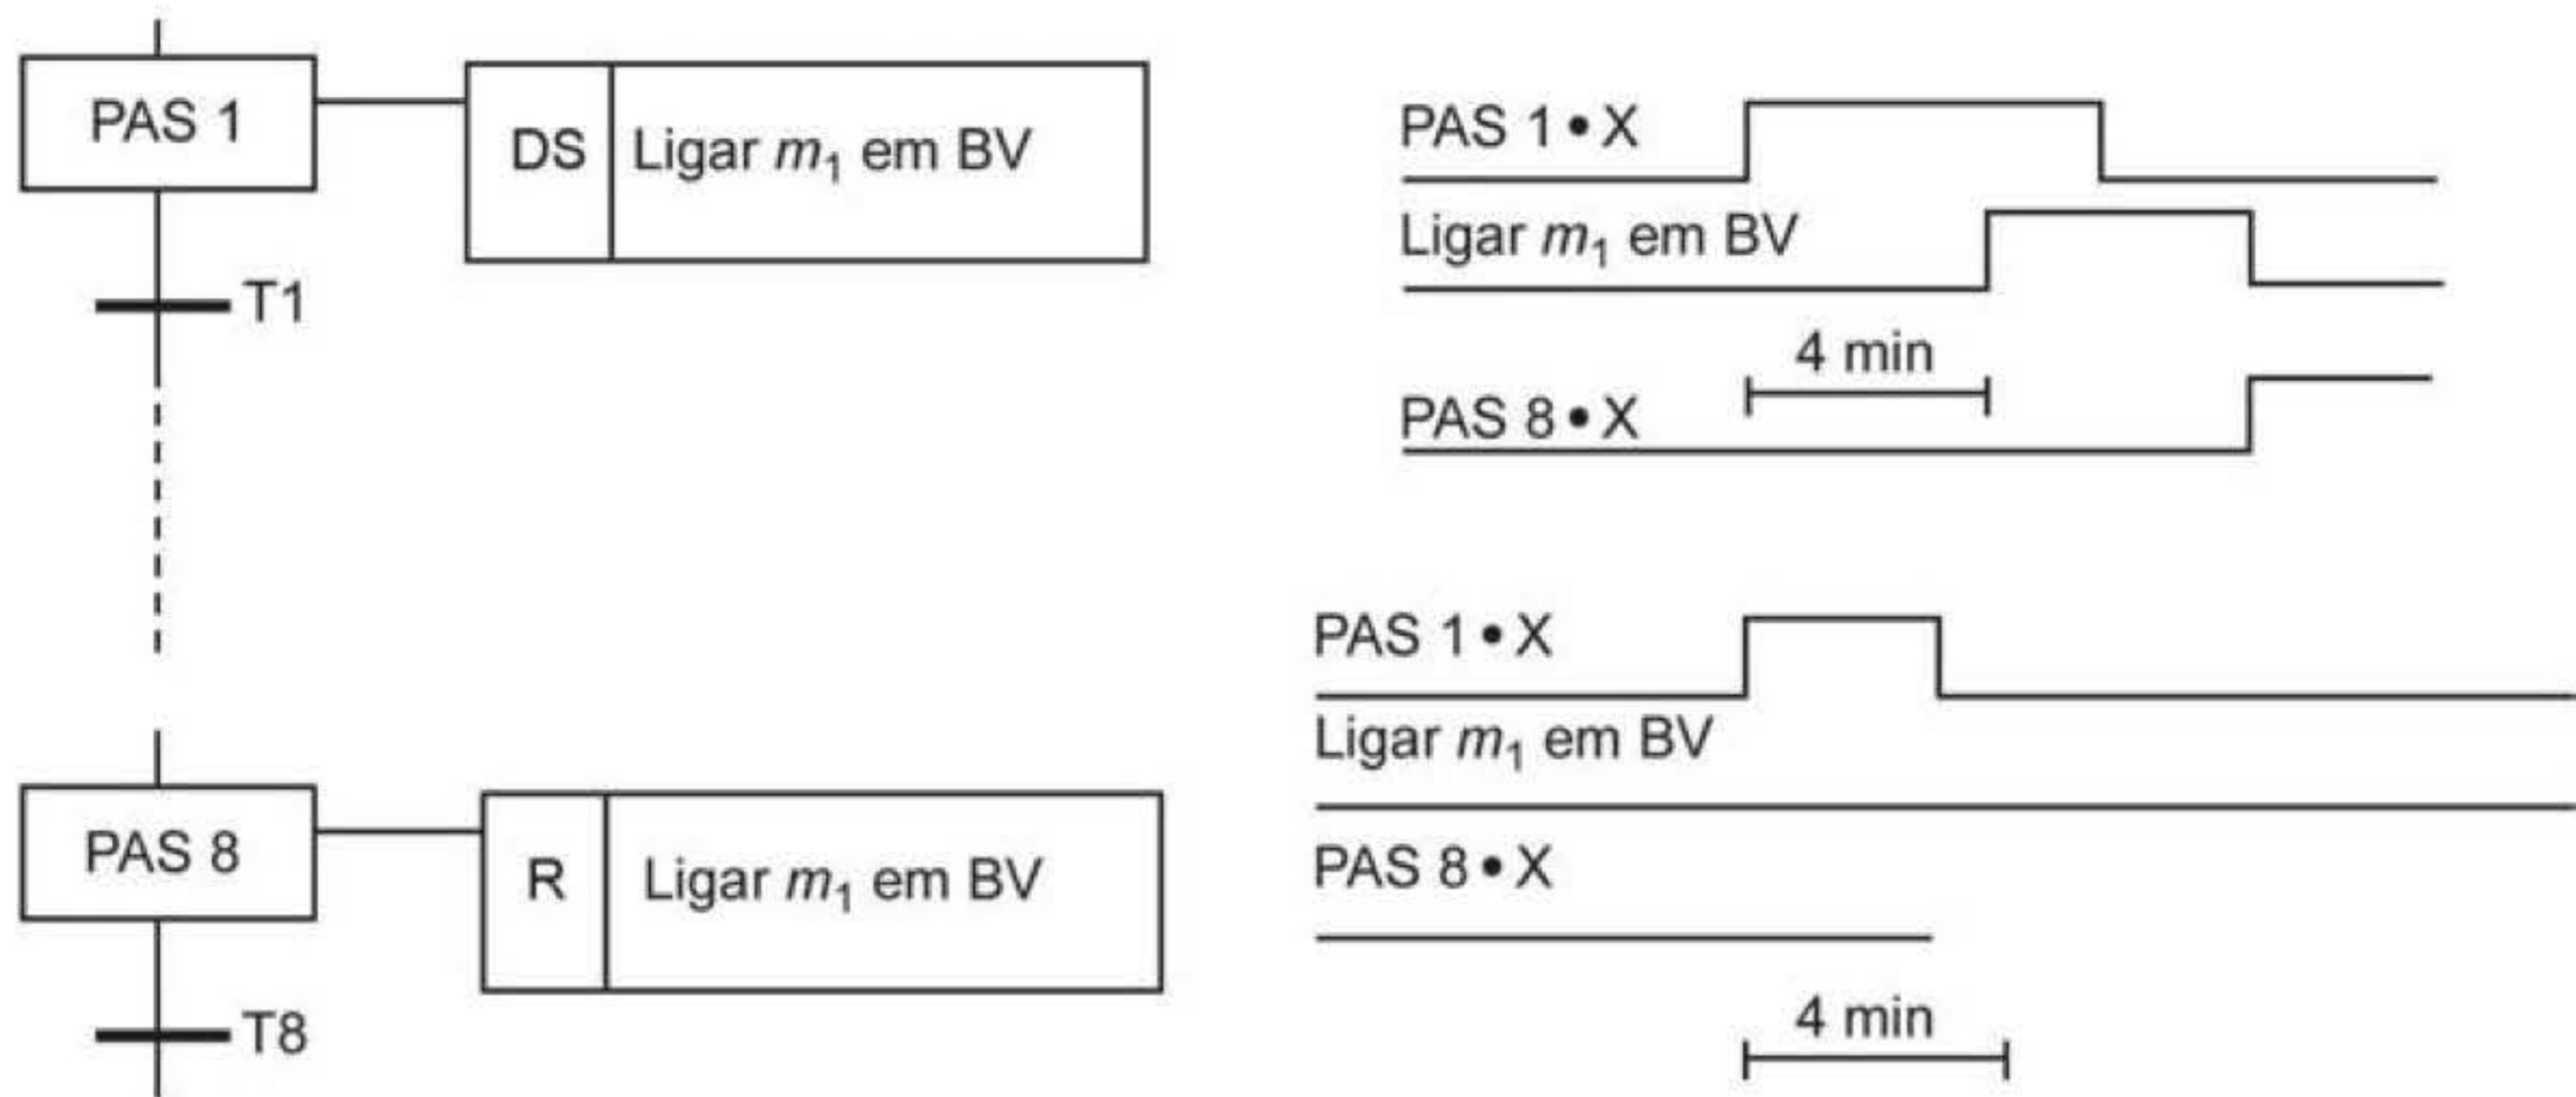 PAS 1
DS
Ligar m₁ em BV
T1
PAS 8
R
Ligar m₁ em BV
T8
PAS 1 • X
Ligar m₁ em BV
4 min
PAS 8 • X
PAS 1 • X
Ligar m₁ em BV
PAS 8 • X
4 min